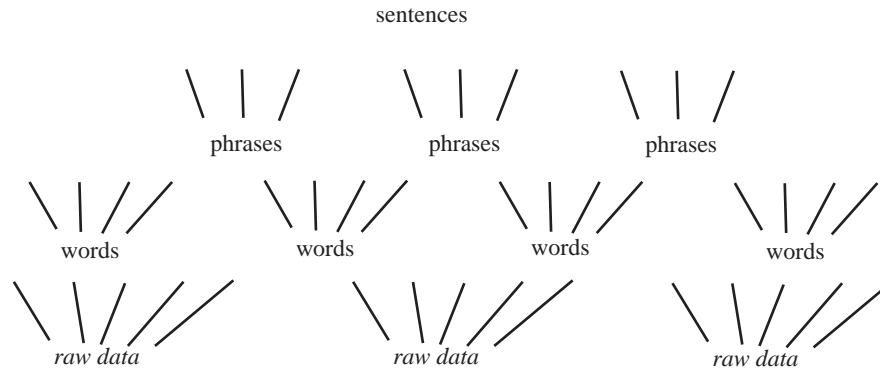 sentences
phrases phrases phrases
words words words words
raw data raw data raw data